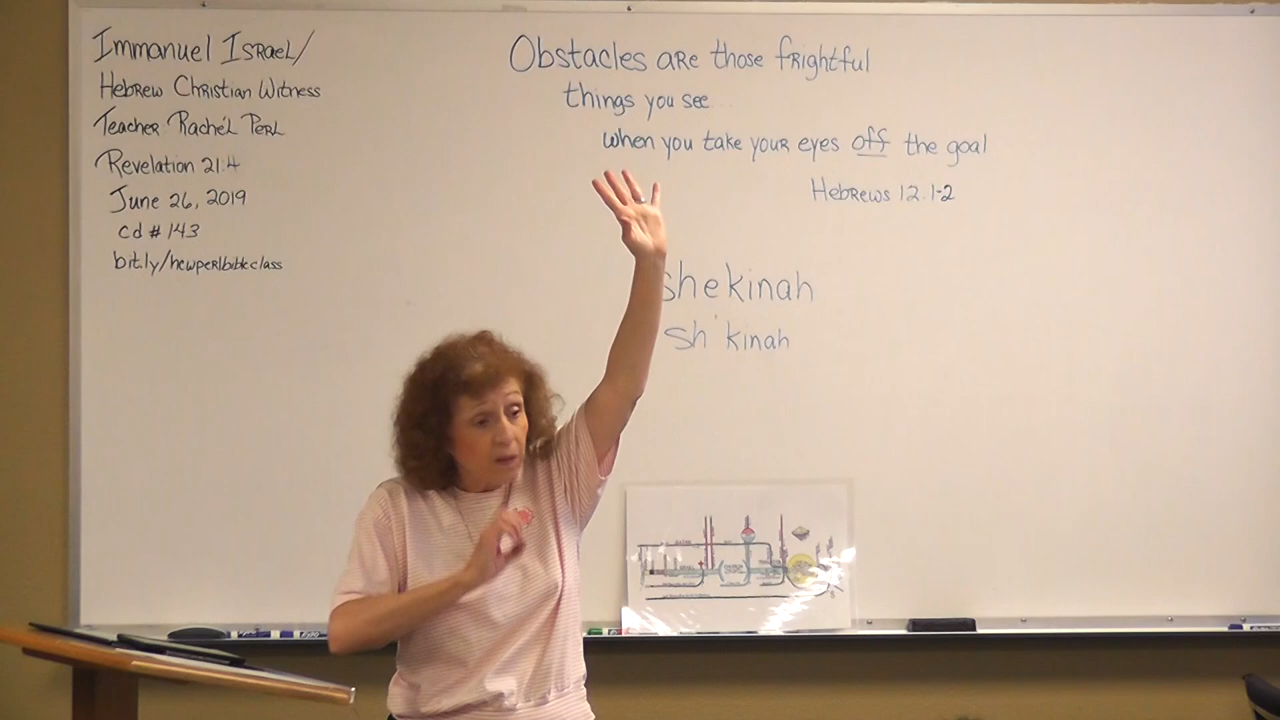 Immanuel Israel/
Hebrew Christian Witness
Teacher Rachél Perl
Revelation 21.4
June 26, 2019
cd # 143
bit.ly/newperlbibleclass
Obstacles are those frightful
things you see
when you take your eyes off the goal
Hebrews 12.1-2
shekinah
sh'kinah